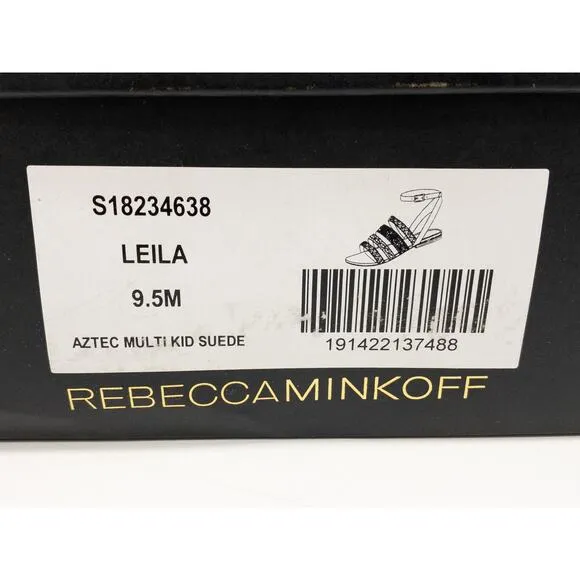 S18234638
LEILA
9.5M
AZTEC MULTI KID SUEDE
191422137488
REBECCAMINKOFF